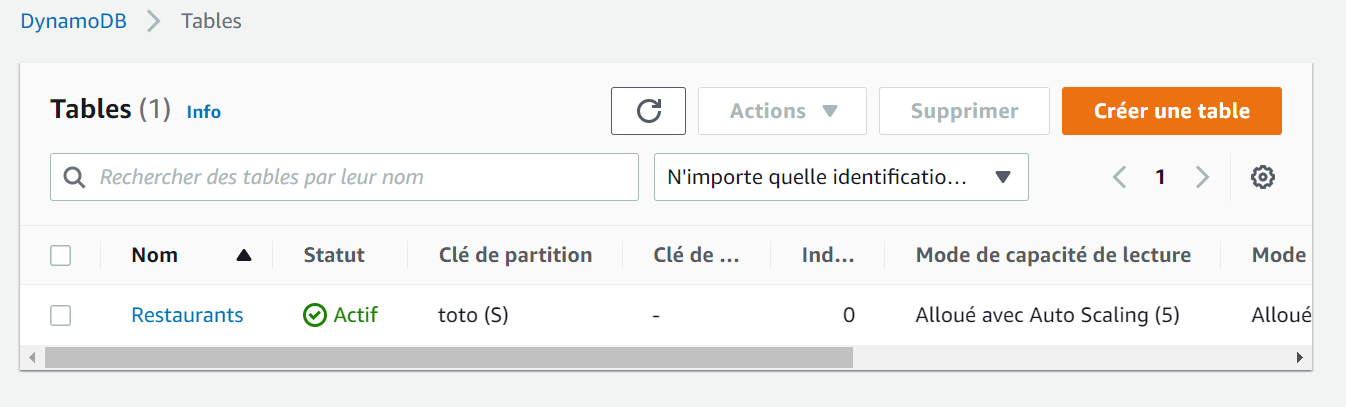 DynamoDB > Tables
Tables (1) Info Actions Supprimer Créer une table
Rechercher des tables par leur nom N'importe quelle identificatio... 1
Nom Statut Clé de partition Clé de ... Ind... Mode de capacité de lecture Mode
Restaurants Actif toto (S) - 0 Alloué avec Auto Scaling (5) Alloué